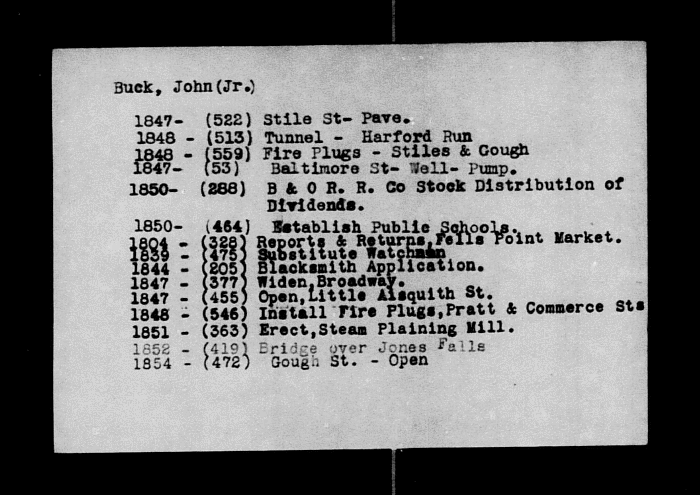 Buck, John(Jr.)
1847- (522) Stile St- Pave.
1848 - (513) Tunnel - Harford Run
1848 - (559) Fire Plugs - Stiles & Gough
1847- (53) Baltimore St- Well- Pump.
1850- (288) B & O R. R. Co Stock Distribution of
Dividends.
1850- (464) Establish Public Schools.
1804 - (328) Reports & Returns,Fells Point Market.
1839 - (475) Substitute Watchman
1844 - (205) Blacksmith Application.
1847 - (377) Widen,Broadway.
1847 - (455) Open,Little Aisquith St.
1848 - (546) Install Fire Plugs,Pratt & Commerce Sts
1851 - (363) Erect,Steam Plaining Mill.
1852 - (419) Bridge over Jones Falls
1854 - (472) Gough St. - Open